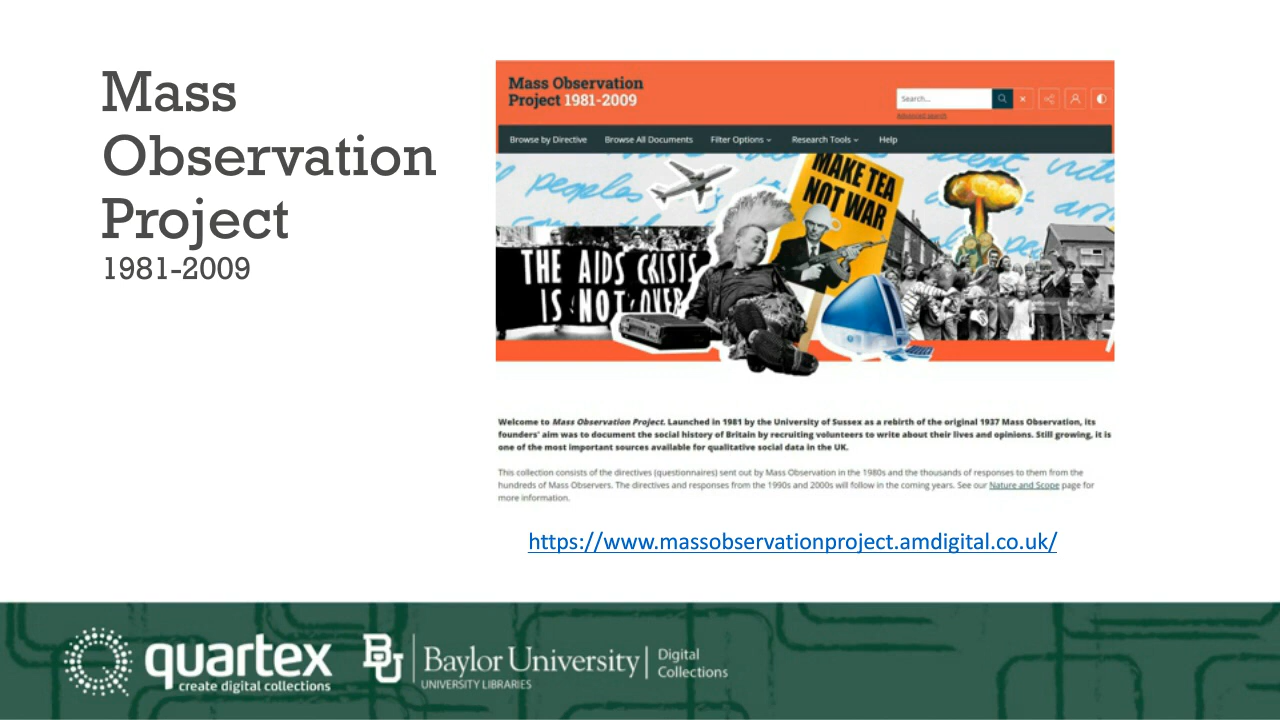 Mass
Observation
Project
1981-2009
Mass Observation
Project 1981-2009
Search...
Advanced search
Browse by Directive
Browse All Documents
Filter Options
Research Tools
Help
peoples
MAKE TEA
NOT WAR
THE AIDS CRISIS
IS NOT OVER
Welcome to Mass Observation Project. Launched in 1981 by the University of Sussex as a rebirth of the original 1937 Mass Observation, its
founders' aim was to document the social history of Britain by recruiting volunteers to write about their lives and opinions. Still growing, it is
one of the most important sources available for qualitative social data in the UK.
This collection consists of the directives (questionnaires) sent out by Mass Observation in the 1980s and the thousands of responses to them from the
hundreds of Mass Observers. The directives and responses from the 1990s and 2000s will follow in the coming years. See our Nature and Scope page for
more information.
https://www.massobservationproject.amdigital.co.uk/
quartex
create digital collections
BU
Baylor University
UNIVERSITY LIBRARIES
Digital
Collections